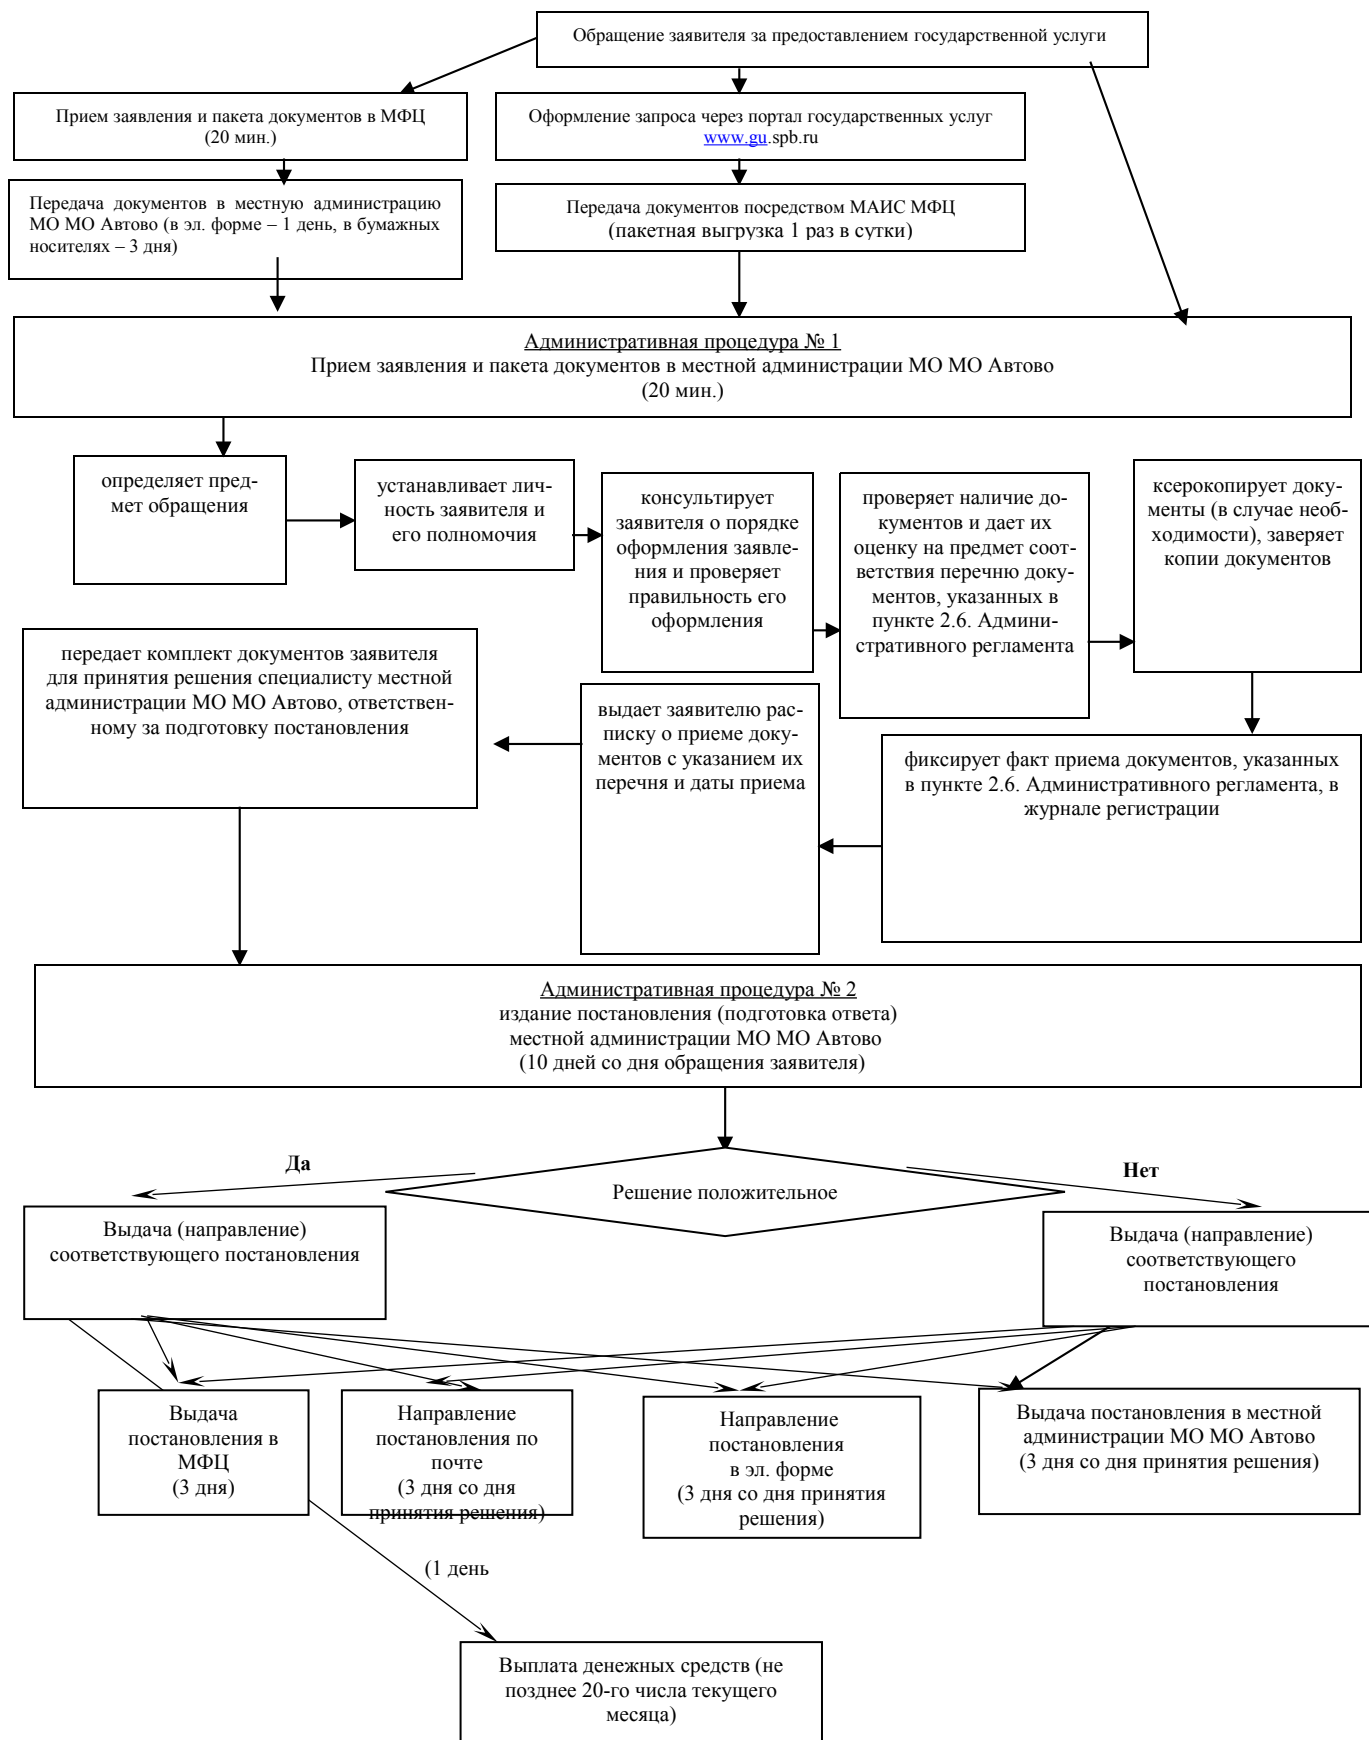 Обращение заявителя за предоставлением государственной услуги
Прием заявления и пакета документов в МФЦ
(20 мин.)
Оформление запроса через портал государственных услуг
www.gu.spb.ru
Передача документов в местную администрацию
МО МО Автово (в эл. форме – 1 день, в бумажных
носителях – 3 дня)
Передача документов посредством МАИС МФЦ
(пакетная выгрузка 1 раз в сутки)
Административная процедура № 1
Прием заявления и пакета документов в местной администрации МО МО Автово
(20 мин.)
определяет пред-
мет обращения
устанавливает лич-
ность заявителя и
его полномочия
консультирует
заявителя о порядке
оформления заявле-
ния и проверяет
правильность его
оформления
проверяет наличие до-
кументов и дает их
оценку на предмет соот-
ветствия перечню доку-
ментов, указанных в
пункте 2.6. Админи-
стративного регламента
ксерокопирует доку-
менты (в случае необ-
ходимости), заверяет
копии документов
передает комплект документов заявителя
для принятия решения специалисту местной
администрации МО МО Автово, ответствен-
ному за подготовку постановления
выдает заявителю рас-
писку о приеме доку-
ментов с указанием их
перечня и даты приема
фиксирует факт приема документов, указанных
в пункте 2.6. Административного регламента, в
журнале регистрации
Административная процедура № 2
издание постановления (подготовка ответа)
местной администрации МО МО Автово
(10 дней со дня обращения заявителя)
Да
Решение положительное
Нет
Выдача (направление)
соответствующего постановления
Выдача (направление)
соответствующего
постановления
Выдача
постановления в
МФЦ
(3 дня)
Направление
постановления по
почте
(3 дня со дня
принятия решения)
Направление
постановления
в эл. форме
(3 дня со дня принятия
решения)
Выдача постановления в местной
администрации МО МО Автово
(3 дня со дня принятия решения)
(1 день
Выплата денежных средств (не
позднее 20-го числа текущего
месяца)